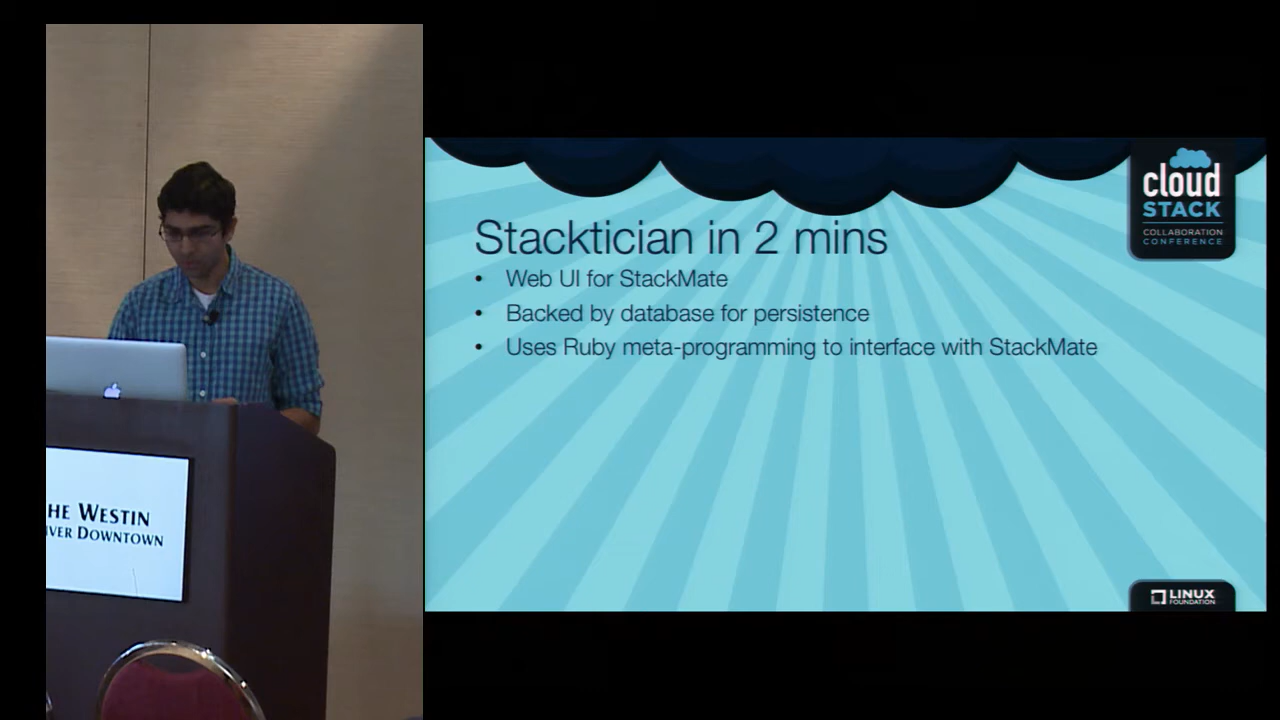 HE WESTIN
VER DOWNTOWN
cloud
STACK
COLLABORATION
CONFERENCE
Stacktician in 2 mins
• Web UI for StackMate
• Backed by database for persistence
• Uses Ruby meta-programming to interface with StackMate
LINUX
FOUNDATION